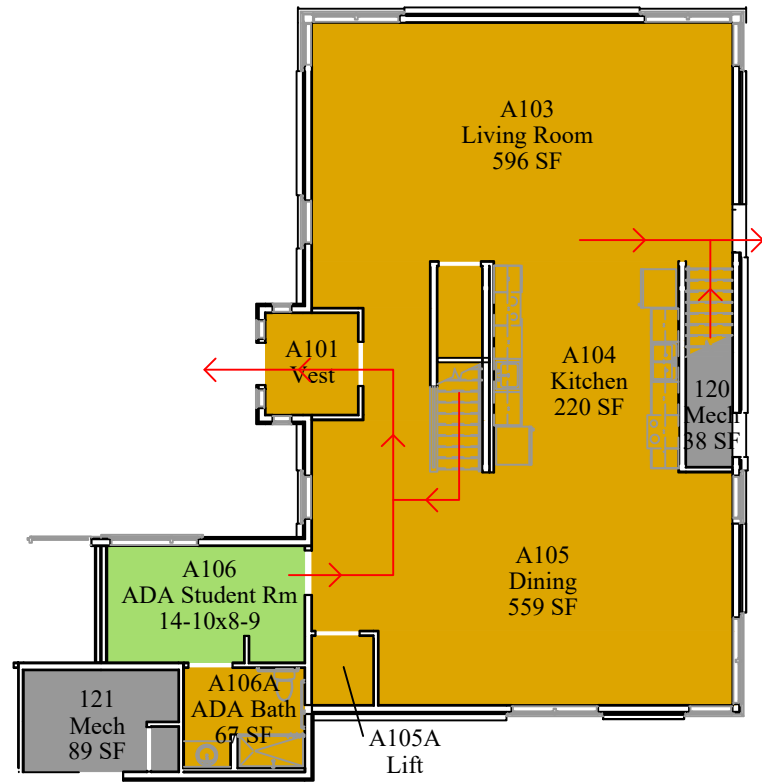 A103
Living Room
596 SF
A101
Vest
A104
Kitchen
220 SF
120
Mech
38 SF
A105
Dining
559 SF
A106
ADA Student Rm
14-10x8-9
A106A
ADA Bath
67 SF
121
Mech
89 SF
A105A
Lift